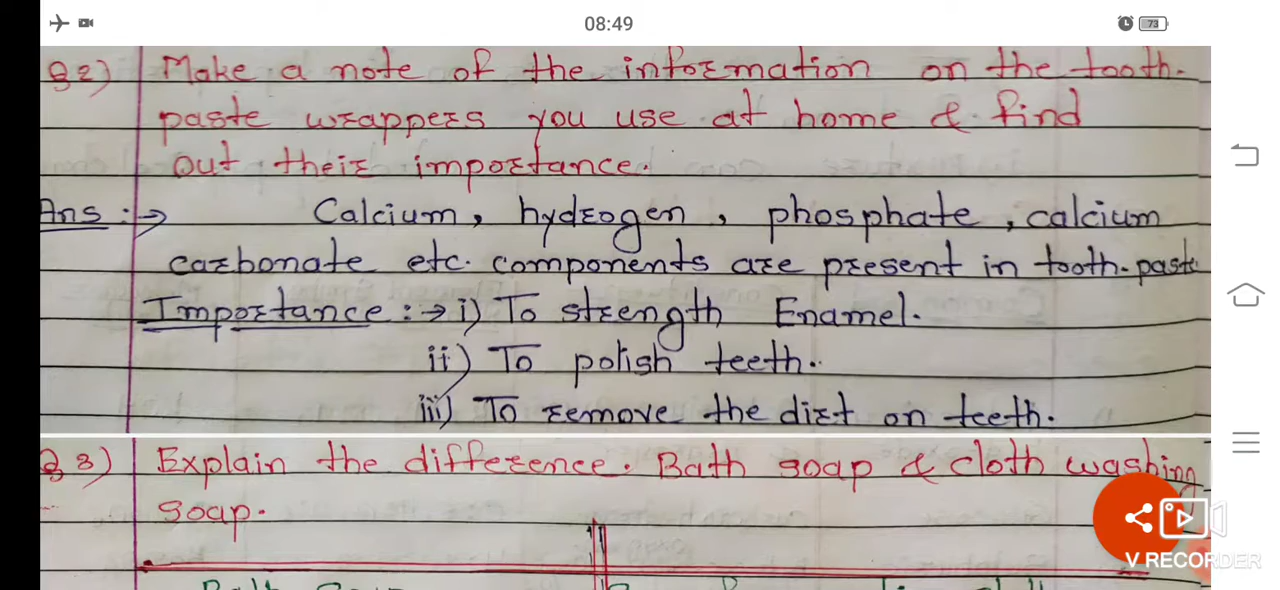 08:49
73
Q2) Make a note of the information on the tooth-
paste wrappers you use at home & find
out their importance.
Ans :→ Calcium, hydrogen, phosphate, calcium
carbonate etc. components are present in tooth-paste
Importance :→ i) To strength Enamel.
ii) To polish teeth.
iii) To remove the dirt on teeth.
Q3) Explain the difference. Bath soap & cloth washing
soap.
V RECORDER